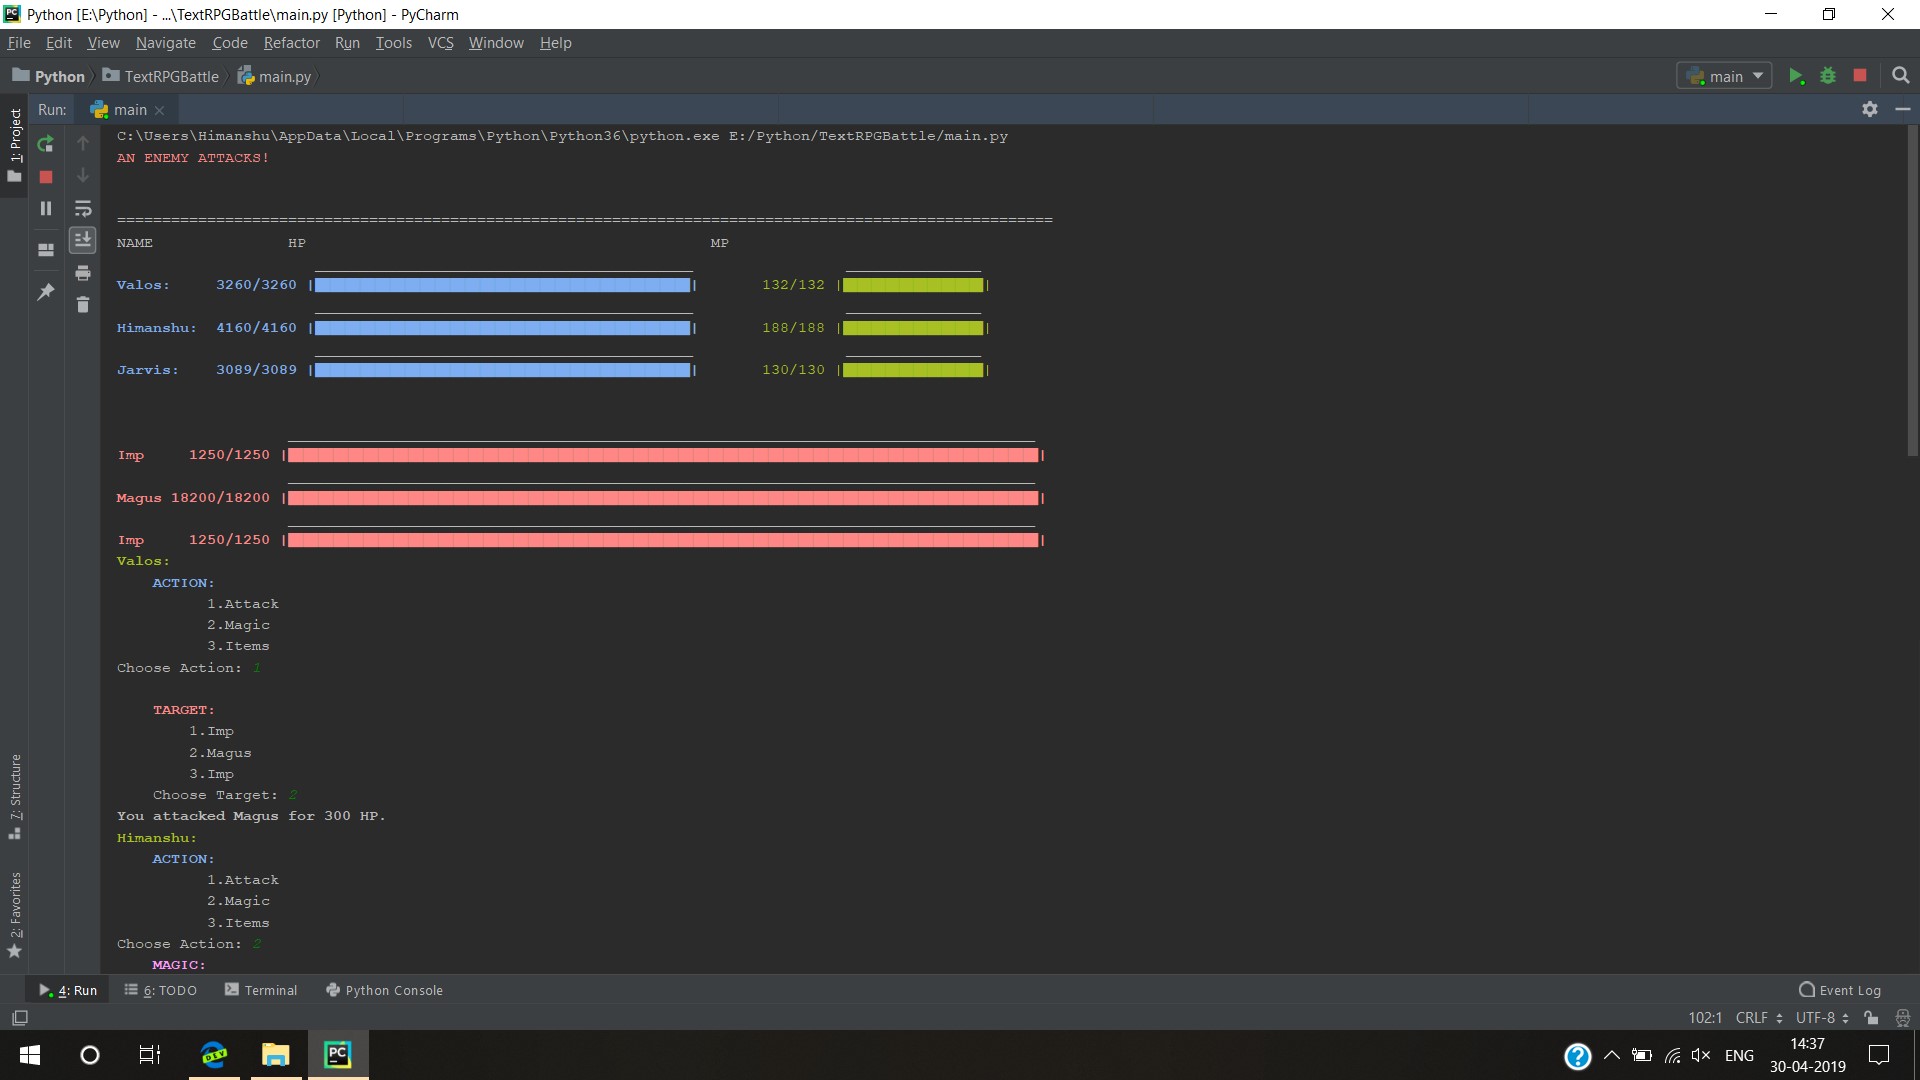 Python [E:\Python] - ...\TextRPGBattle\main.py [Python] - PyCharm
File Edit View Navigate Code Refactor Run Tools VCS Window Help
Python TextRPGBattle main.py main
Run: main
1: Project
C:\Users\Himanshu\AppData\Local\Programs\Python\Python36\python.exe E:/Python/TextRPGBattle/main.py
AN ENEMY ATTACKS!
====================================================================================================
NAME HP MP
Valos: 3260/3260 | | 132/132 | |
Himanshu: 4160/4160 | | 188/188 | |
Jarvis: 3089/3089 | | 130/130 | |
Imp 1250/1250 | |
Magus 18200/18200 | |
Imp 1250/1250 | |
Valos:
ACTION:
1.Attack
2.Magic
3.Items
Choose Action: 1
TARGET:
1.Imp
2.Magus
3.Imp
Choose Target: 2
You attacked Magus for 300 HP.
Himanshu:
ACTION:
1.Attack
2.Magic
3.Items
Choose Action: 2
MAGIC:
7: Structure
2: Favorites
4: Run 6: TODO Terminal Python Console Event Log
102:1 CRLF UTF-8
DEV PC ENG 14:37
30-04-2019